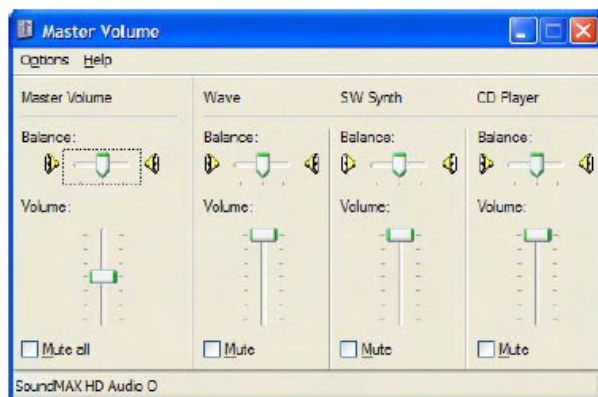 Master Volume
Options Help
Master Volume Wave SW Synth CD Player
Balance: Balance: Balance: Balance:
Volume: Volume: Volume: Volume:
Mute all Mute Mute Mute
SoundMAX HD Audio O